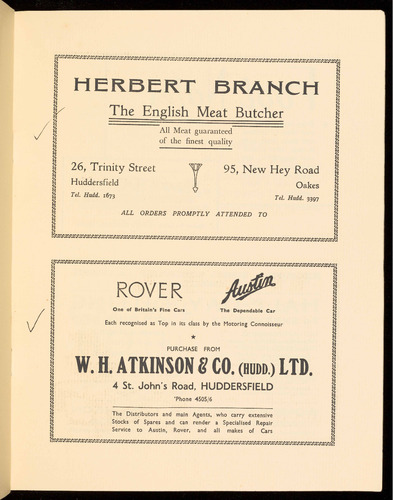 HERBERT BRANCH
The English Meat Butcher
All Meat guaranteed
of the finest quality
26, Trinity Street
Huddersfield
Tel. Hudd. 1673
95, New Hey Road
Oakes
Tel. Hudd. 3397
ALL ORDERS PROMPTLY ATTENDED TO
ROVER
One of Britain's Fine Cars
Austin
The Dependable Car
Each recognised as Top in its class by the Motoring Connoisseur
PURCHASE FROM
W. H. ATKINSON & CO. (HUDD.) LTD.
4 St. John's Road, HUDDERSFIELD
'Phone 4505/6
The Distributors and main Agents, who carry extensive
Stocks of Spares and can render a Specialised Repair
Service to Austin, Rover, and all makes of Cars